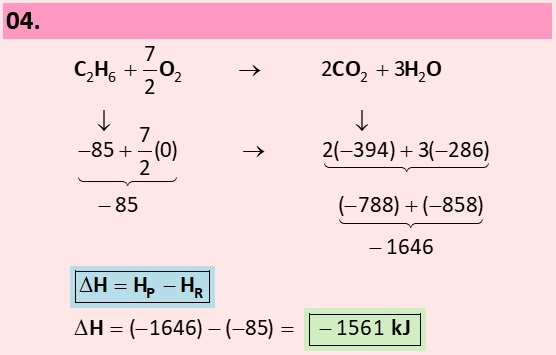 04.
C₂H₆ + 7/2 O₂ → 2CO₂ + 3H₂O
↓ ↓
−85 + 7/2 (0) → 2(−394) + 3(−286)
−85 (−788) + (−858)
−1646
ΔH = Hₚ − Hᵣ
ΔH = (−1646) − (−85) = −1561 kJ